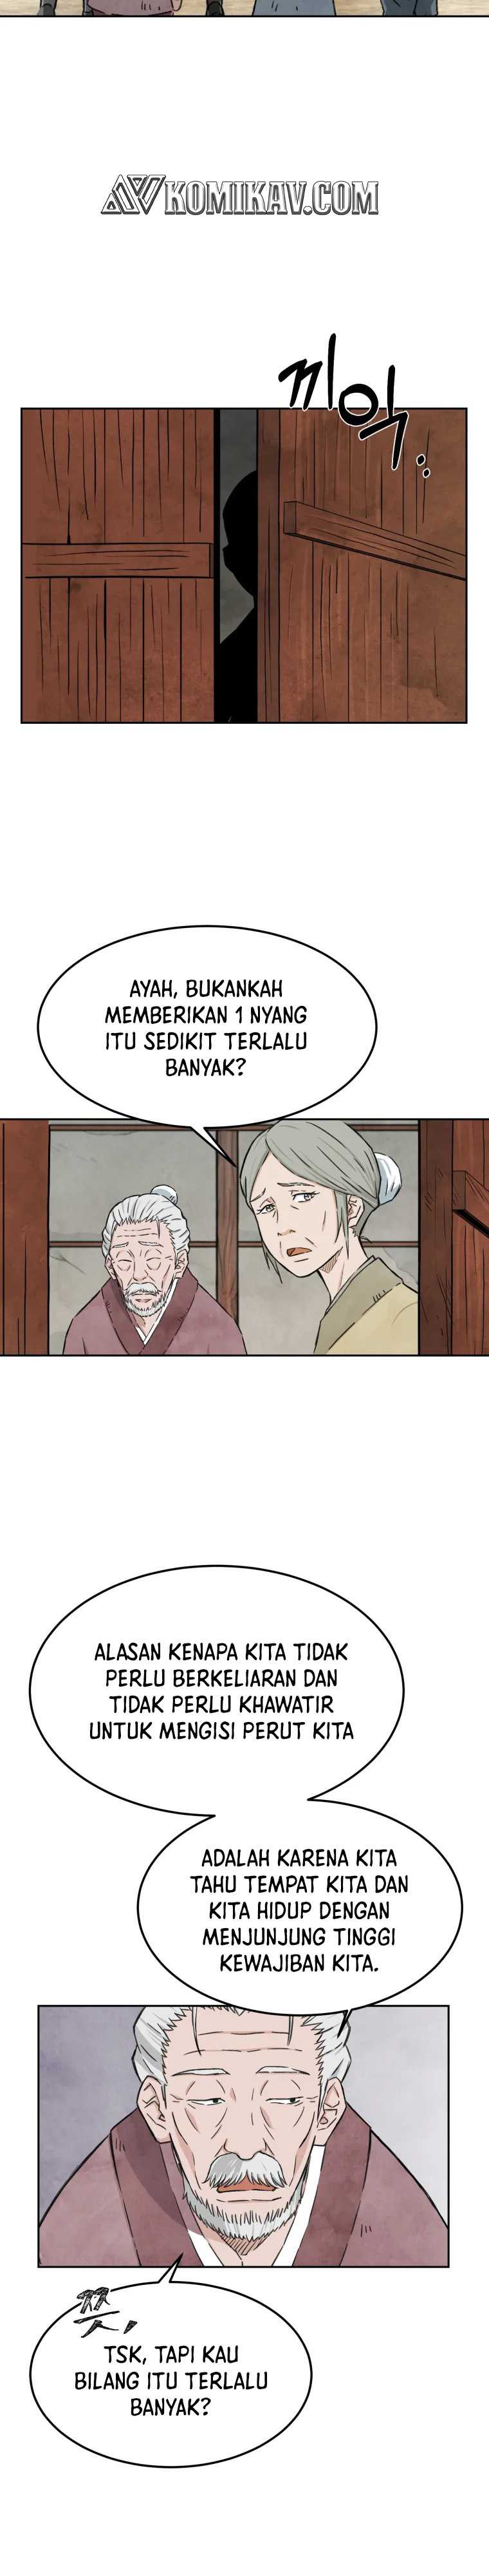 KOMIKAV.COM
끼익
AYAH, BUKANKAH
MEMBERIKAN 1 NYANG
ITU SEDIKIT TERLALU
BANYAK?
ALASAN KENAPA KITA TIDAK
PERLU BERKELIARAN DAN
TIDAK PERLU KHAWATIR
UNTUK MENGISI PERUT KITA
ADALAH KARENA KITA
TAHU TEMPAT KITA DAN
KITA HIDUP DENGAN
MENJUNJUNG TINGGI
KEWAJIBAN KITA.
쯧,
TSK, TAPI KAU
BILANG ITU TERLALU
BANYAK?